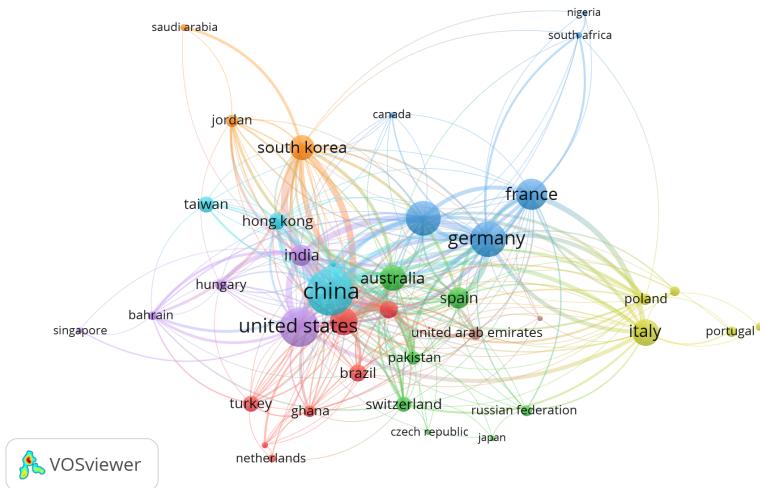 nigeria
saudi arabia
south africa
canada
jordan
south korea
france
taiwan
hong kong
germany
india
australia
hungary
china
spain
poland
bahrain
singapore
united states
united arab emirates
italy
portugal
pakistan
brazil
turkey
ghana
switzerland
russian federation
czech republic
japan
netherlands
VOSviewer